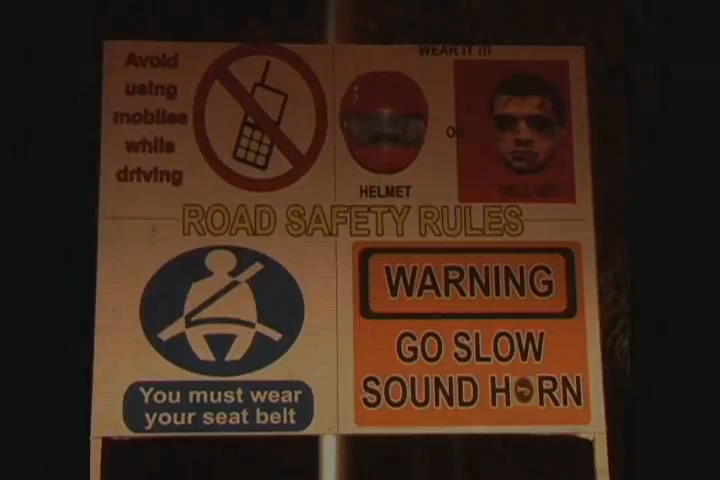 Avoid
using
mobiles
while
driving
WEAR IT !!!
HELMET
ROAD SAFETY RULES
You must wear
your seat belt
WARNING
GO SLOW
SOUND HORN